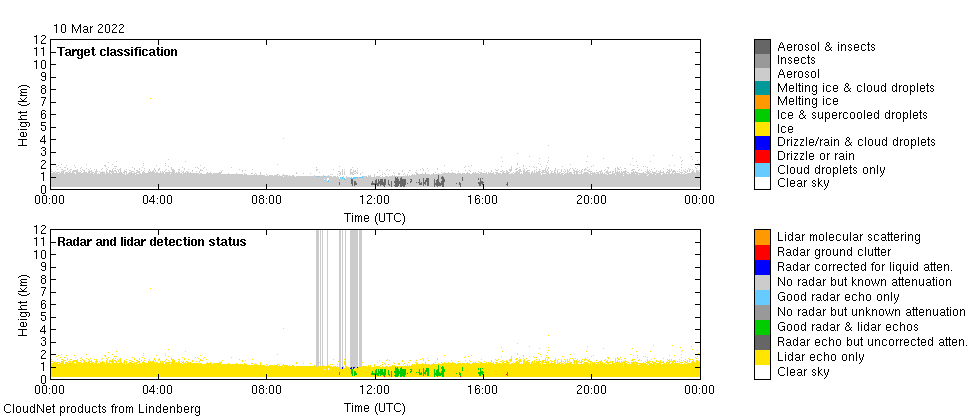 10 Mar 2022
Target classification
Height (km)
12
11
10
9
8
7
6
5
4
3
2
1
0
00:00 04:00 08:00 12:00 16:00 20:00 00:00
Time (UTC)
Aerosol & insects
Insects
Aerosol
Melting ice & cloud droplets
Melting ice
Ice & supercooled droplets
Ice
Drizzle/rain & cloud droplets
Drizzle or rain
Cloud droplets only
Clear sky
Radar and lidar detection status
Height (km)
12
11
10
9
8
7
6
5
4
3
2
1
0
00:00 04:00 08:00 12:00 16:00 20:00 00:00
Time (UTC)
Lidar molecular scattering
Radar ground clutter
Radar corrected for liquid atten.
No radar but known attenuation
Good radar echo only
No radar but unknown attenuation
Good radar & lidar echos
Radar echo but uncorrected atten.
Lidar echo only
Clear sky
CloudNet products from Lindenberg